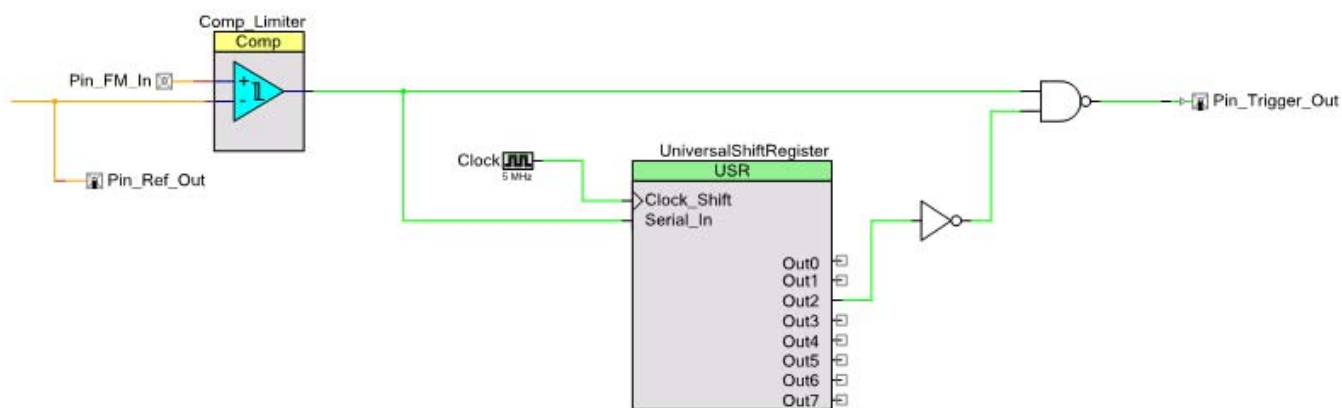 Comp_Limiter
Comp
Pin_FM_In
+
-
Pin_Trigger_Out
Pin_Ref_Out
Clock
5 MHz
UniversalShiftRegister
USR
Clock_Shift
Serial_In
Out0
Out1
Out2
Out3
Out4
Out5
Out6
Out7